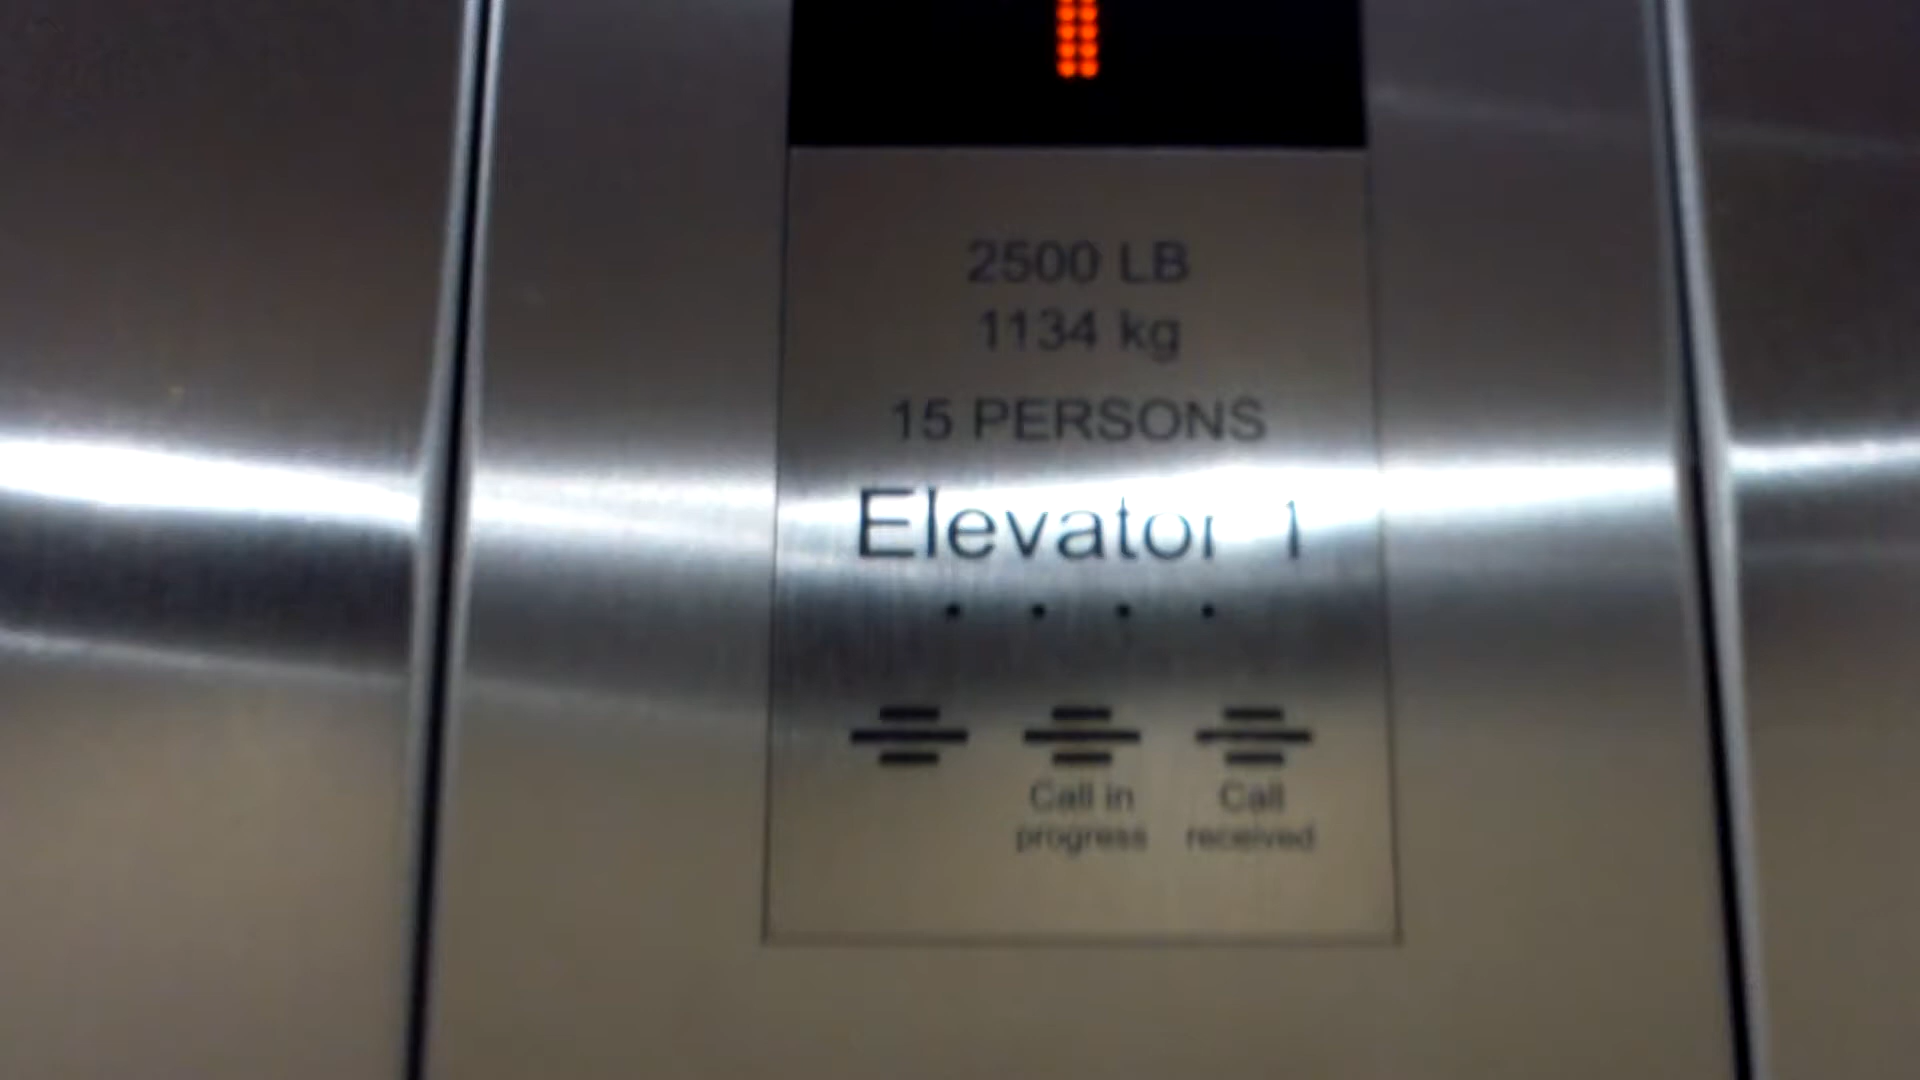 2500 LB
1134 kg
15 PERSONS
Elevator 1
Call in
progress
Call
received